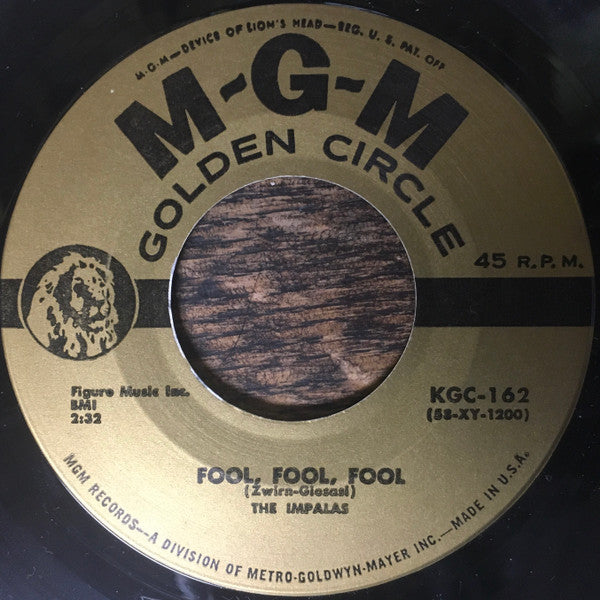 M-G-M—DEVICE OF LION'S HEAD—REG. U. S. PAT. OFF
M-G-M
GOLDEN CIRCLE
45 R.P.M.
Figure Music Inc.
BMI
2:32
KGC-162
(58-XY-1200)
FOOL, FOOL, FOOL
(Zwirn-Giosasi)
THE IMPALAS
MGM RECORDS—A DIVISION OF METRO-GOLDWYN-MAYER INC.—MADE IN U.S.A.